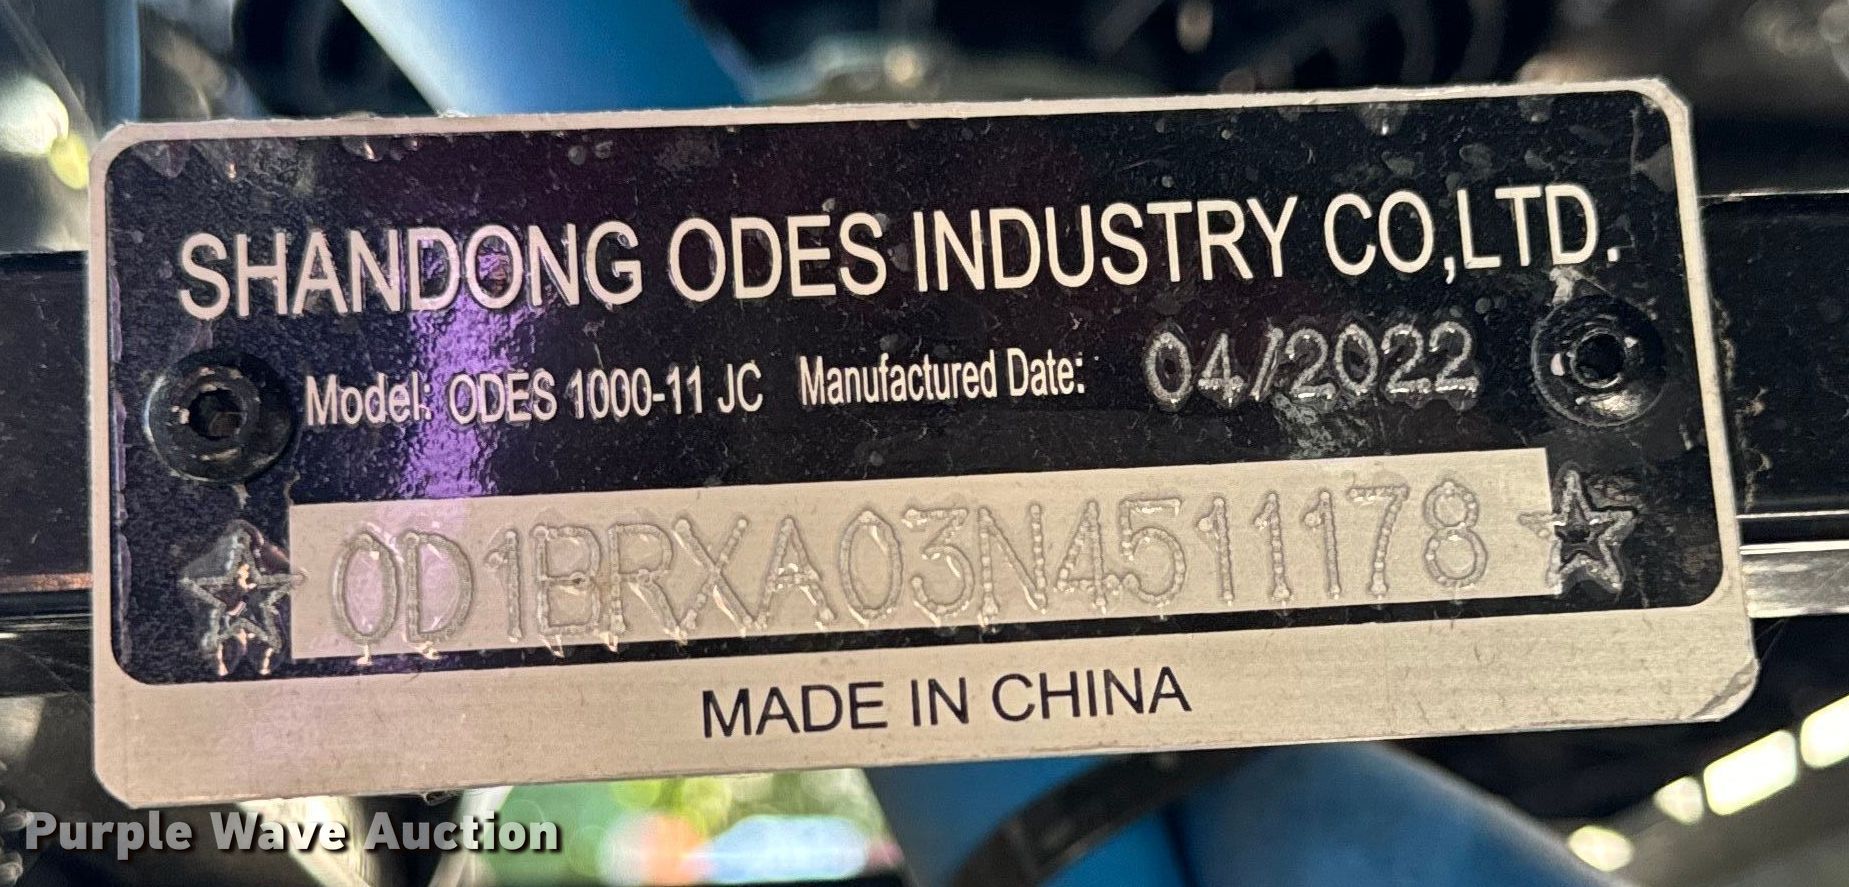 SHANDONG ODES INDUSTRY CO,LTD.
Model: ODES 1000-11 JC Manufactured Date: 04/2022
☆0D1BRXA03N4511178☆
MADE IN CHINA
Purple Wave Auction